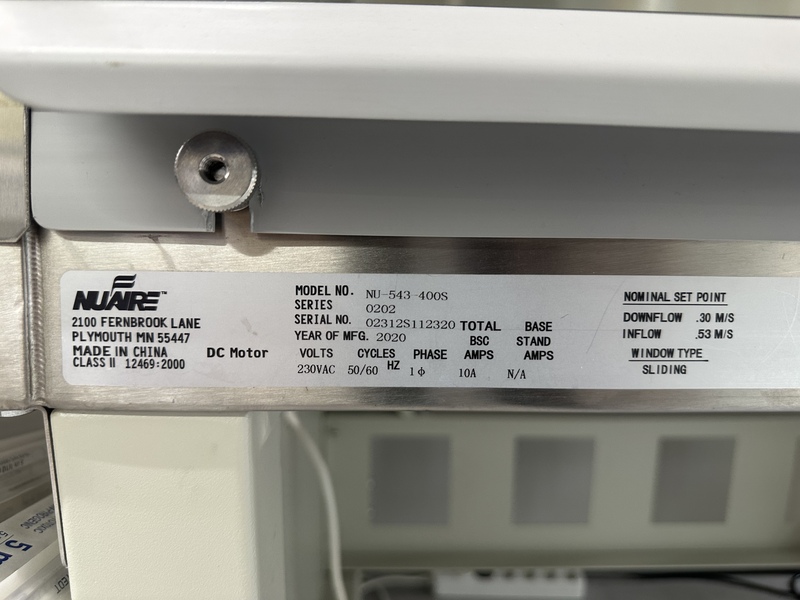 NUAIRE™
2100 FERNBROOK LANE
PLYMOUTH MN 55447
MADE IN CHINA
CLASS II 12469:2000
DC Motor
MODEL NO. NU-543-400S
SERIES 0202
SERIAL NO. 02312S112320
YEAR OF MFG. 2020
TOTAL BASE
BSC STAND
VOLTS CYCLES PHASE AMPS AMPS
230VAC 50/60 HZ 1ϕ 10A N/A
NOMINAL SET POINT
DOWNFLOW .30 M/S
INFLOW .53 M/S
WINDOW TYPE
SLIDING